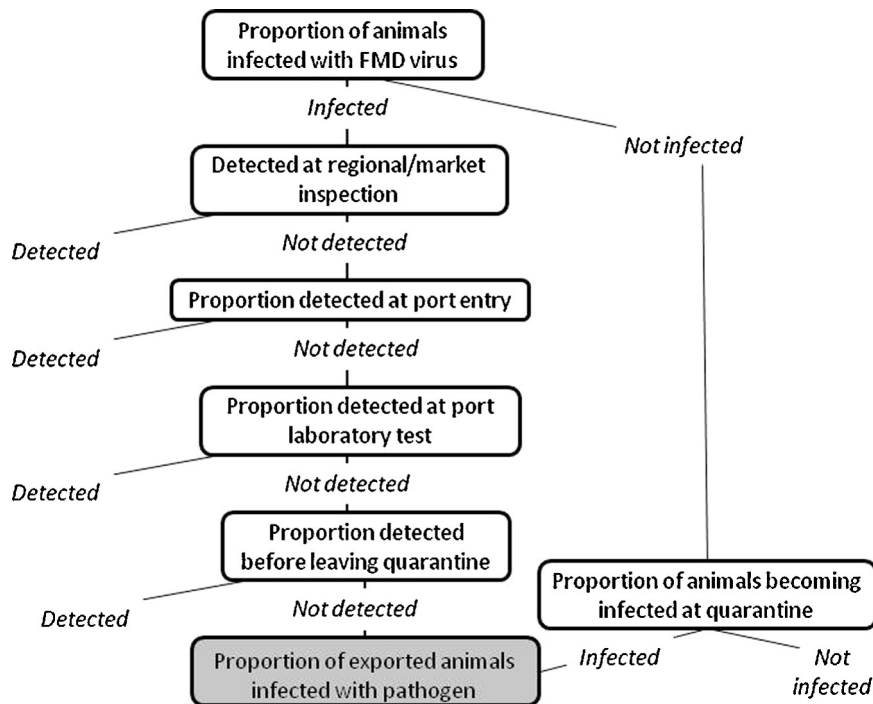 Proportion of animals
infected with FMD virus
Infected
Not infected
Detected at regional/market
inspection
Detected
Not detected
Proportion detected at port entry
Detected
Not detected
Proportion detected at port
laboratory test
Detected
Not detected
Proportion detected
before leaving quarantine
Proportion of animals becoming
infected at quarantine
Detected
Not detected
Infected
Not
infected
Proportion of exported animals
infected with pathogen